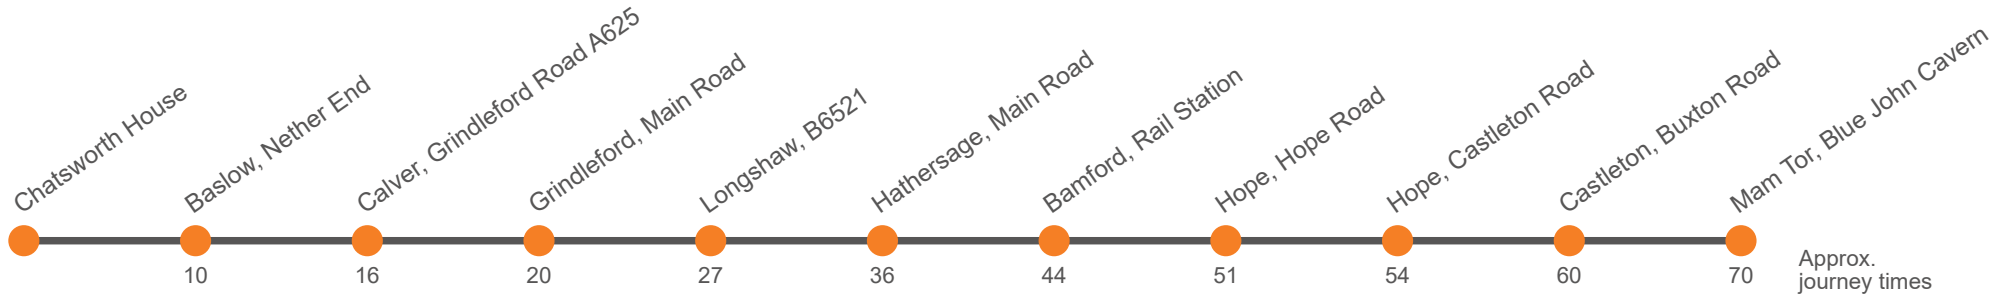 Chatsworth House
Baslow, Nether End
Calver, Grindleford Road A625
Grindleford, Main Road
Longshaw, B6521
Hathersage, Main Road
Bamford, Rail Station
Hope, Hope Road
Hope, Castleton Road
Castleton, Buxton Road
Mam Tor, Blue John Cavern
10
16
20
27
36
44
51
54
60
70
Approx.
journey times